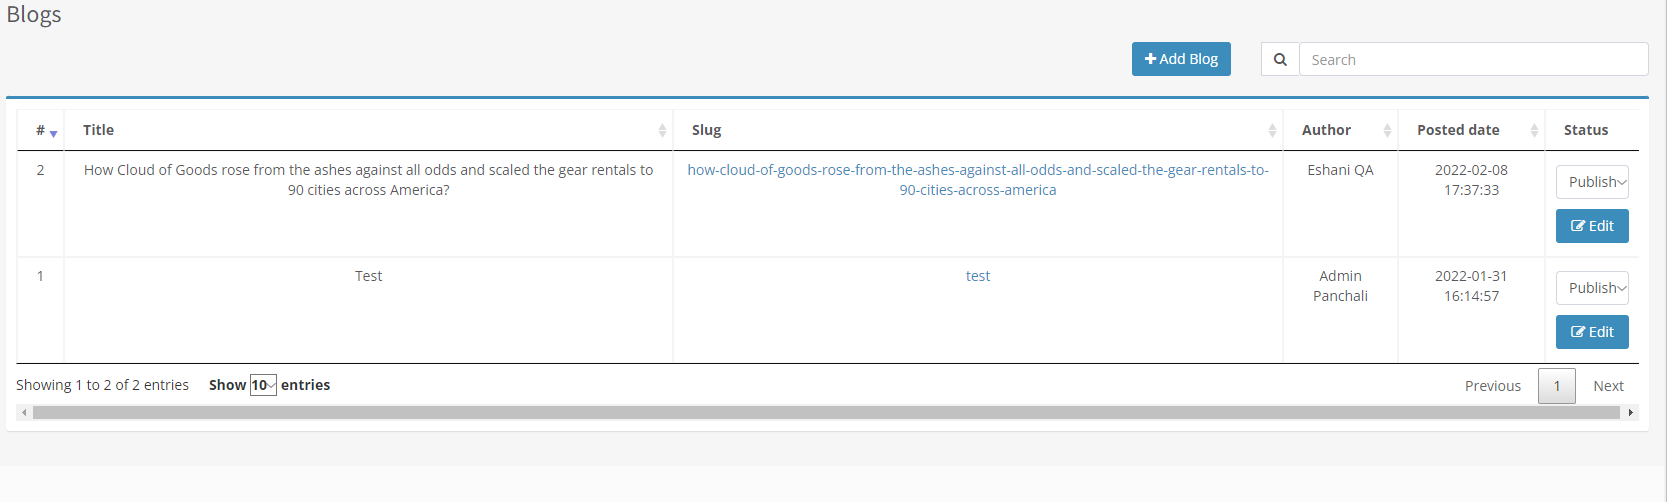 Blogs
Add Blog
Search
# Title Slug Author Posted date Status
2 How Cloud of Goods rose from the ashes against all odds and scaled the gear rentals to how-cloud-of-goods-rose-from-the-ashes-against-all-odds-and-scaled-the-gear-rentals-to- Eshani QA 2022-02-08 Publish
90 cities across America? 90-cities-across-america 17:37:33
Edit
1 Test test Admin 2022-01-31 Publish
Panchali 16:14:57
Edit
Showing 1 to 2 of 2 entries Show 10 entries Previous 1 Next